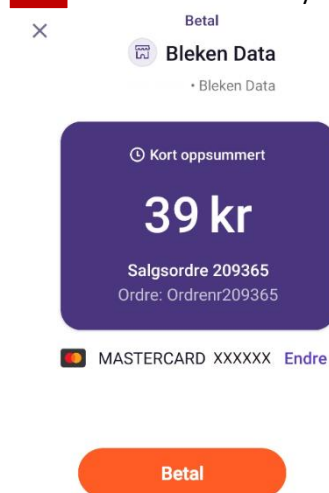 Betal
Bleken Data
• Bleken Data
Kort oppsummert
39 kr
Salgsordre 209365
Ordre: Ordrenr209365
MASTERCARD XXXXXX Endre
Betal